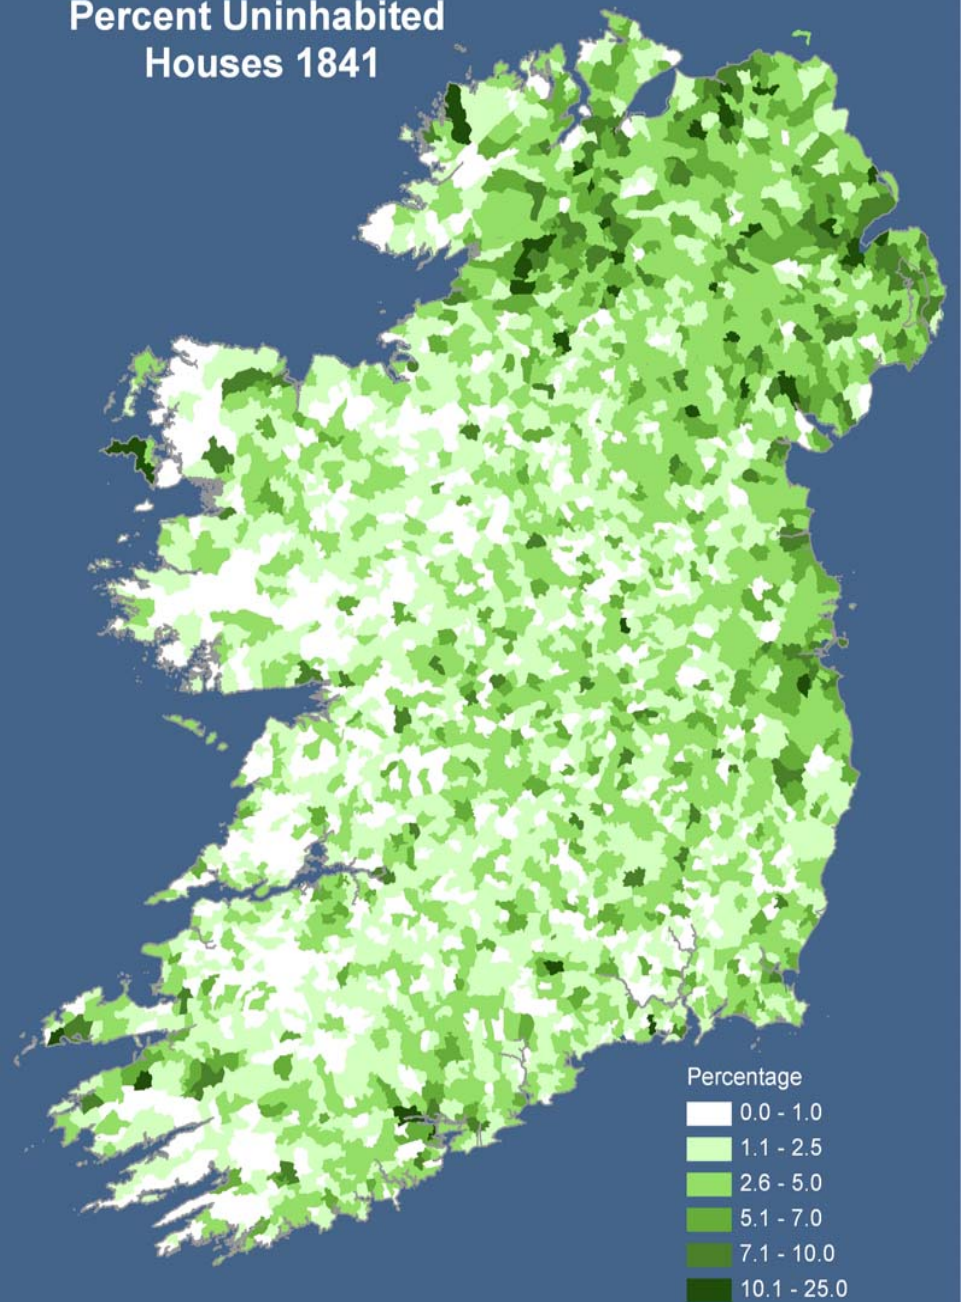 Percent Uninhabited
Houses 1841
Percentage
0.0 - 1.0
1.1 - 2.5
2.6 - 5.0
5.1 - 7.0
7.1 - 10.0
10.1 - 25.0